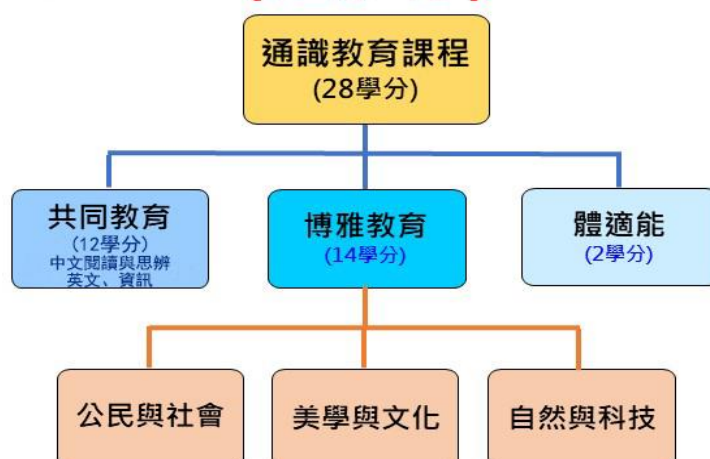 通識教育課程
(28學分)
共同教育
(12學分)
中文閱讀與思辨
英文、資訊
博雅教育
(14學分)
體適能
(2學分)
公民與社會
美學與文化
自然與科技